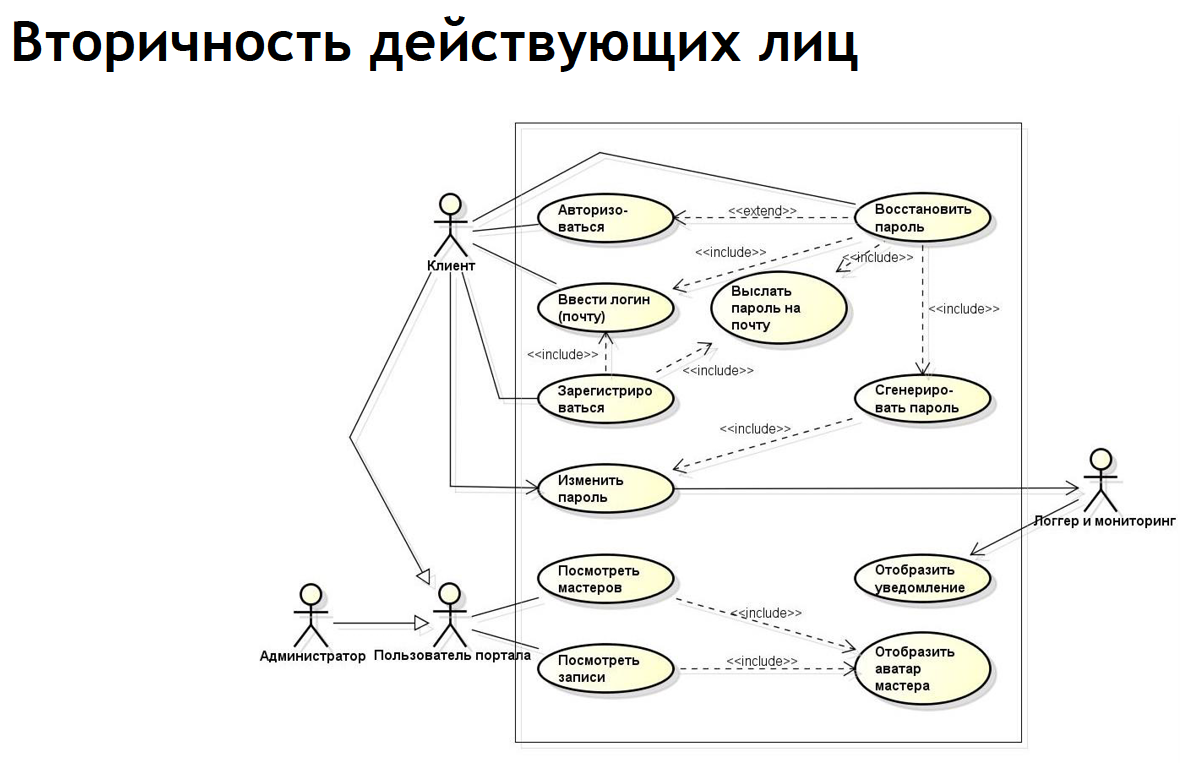 Вторичность действующих лиц
Авторизо-
ваться
<<extend>>
Восстановить
пароль
Клиент
<<include>>
<<include>>
Ввести логин
(почту)
Выслать
пароль на
почту
<<include>>
<<include>>
<<include>>
Зарегистриро
ваться
Сгенериро-
вать пароль
<<include>>
Изменить
пароль
Логгер и мониторинг
Посмотреть
мастеров
Отобразить
уведомление
<<include>>
Администратор
Пользователь портала
Посмотреть
записи
<<include>>
Отобразить
аватар
мастера